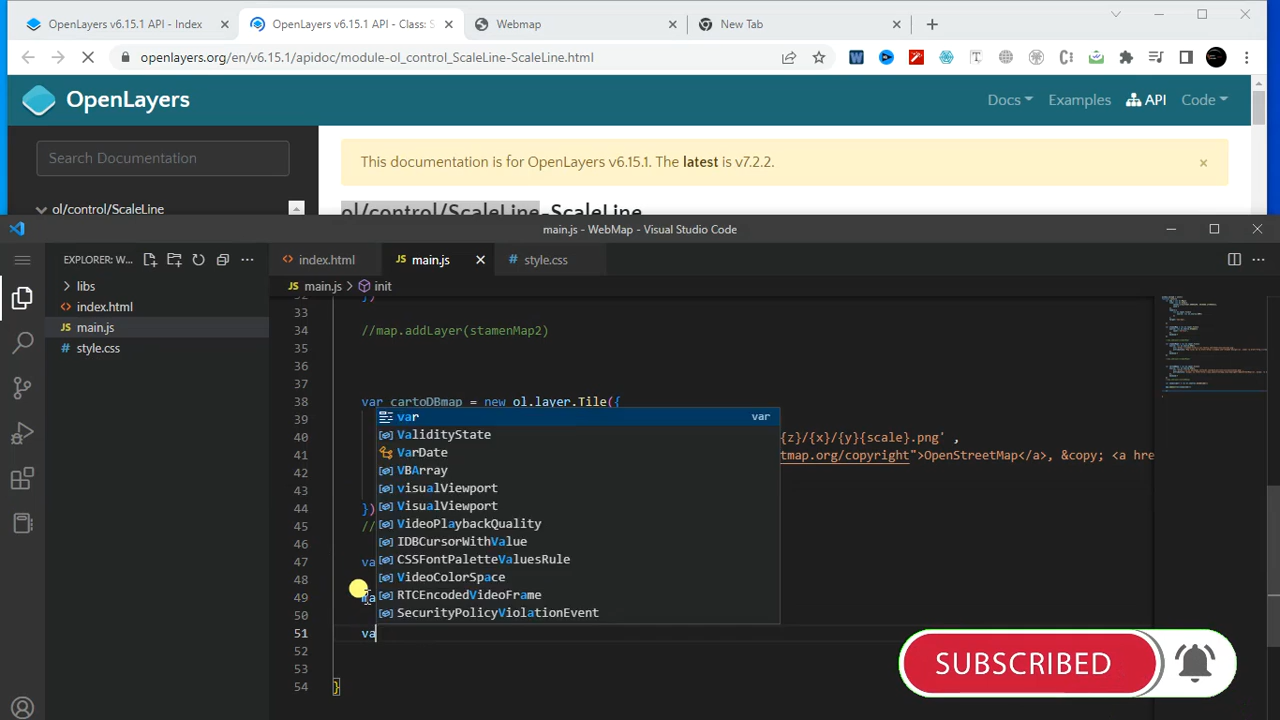 OpenLayers v6.15.1 API - Index
OpenLayers v6.15.1 API - Class: S
Webmap
New Tab
openlayers.org/en/v6.15.1/apidoc/module-ol_control_ScaleLine-ScaleLine.html
OpenLayers
Docs
Examples
API
Code
Search Documentation
This documentation is for OpenLayers v6.15.1. The latest is v7.2.2.
ol/control/ScaleLine
ol/control/ScaleLine-ScaleLine
main.js - WebMap - Visual Studio Code
EXPLORER: W...
index.html
main.js
style.css
libs
main.js > init
index.html
main.js
style.css
32 })
33
34 //map.addLayer(stamenMap2)
35
36
37
38 var cartoDBmap = new ol.layer.Tile({
39
40 {z}/{x}/{y}{scale}.png' ,
41 tmap.org/copyright">OpenStreetMap</a>, &copy; <a hre
42
43
44 })
45 //
46
47 va
48
49
50
51 va
52
53
54 }
var var
ValidityState
VarDate
VBArray
visualViewport
VisualViewport
VideoPlaybackQuality
IDBCursorWithValue
CSSFontPaletteValuesRule
VideoColorSpace
RTCEncodedVideoFrame
SecurityPolicyViolationEvent
SUBSCRIBED